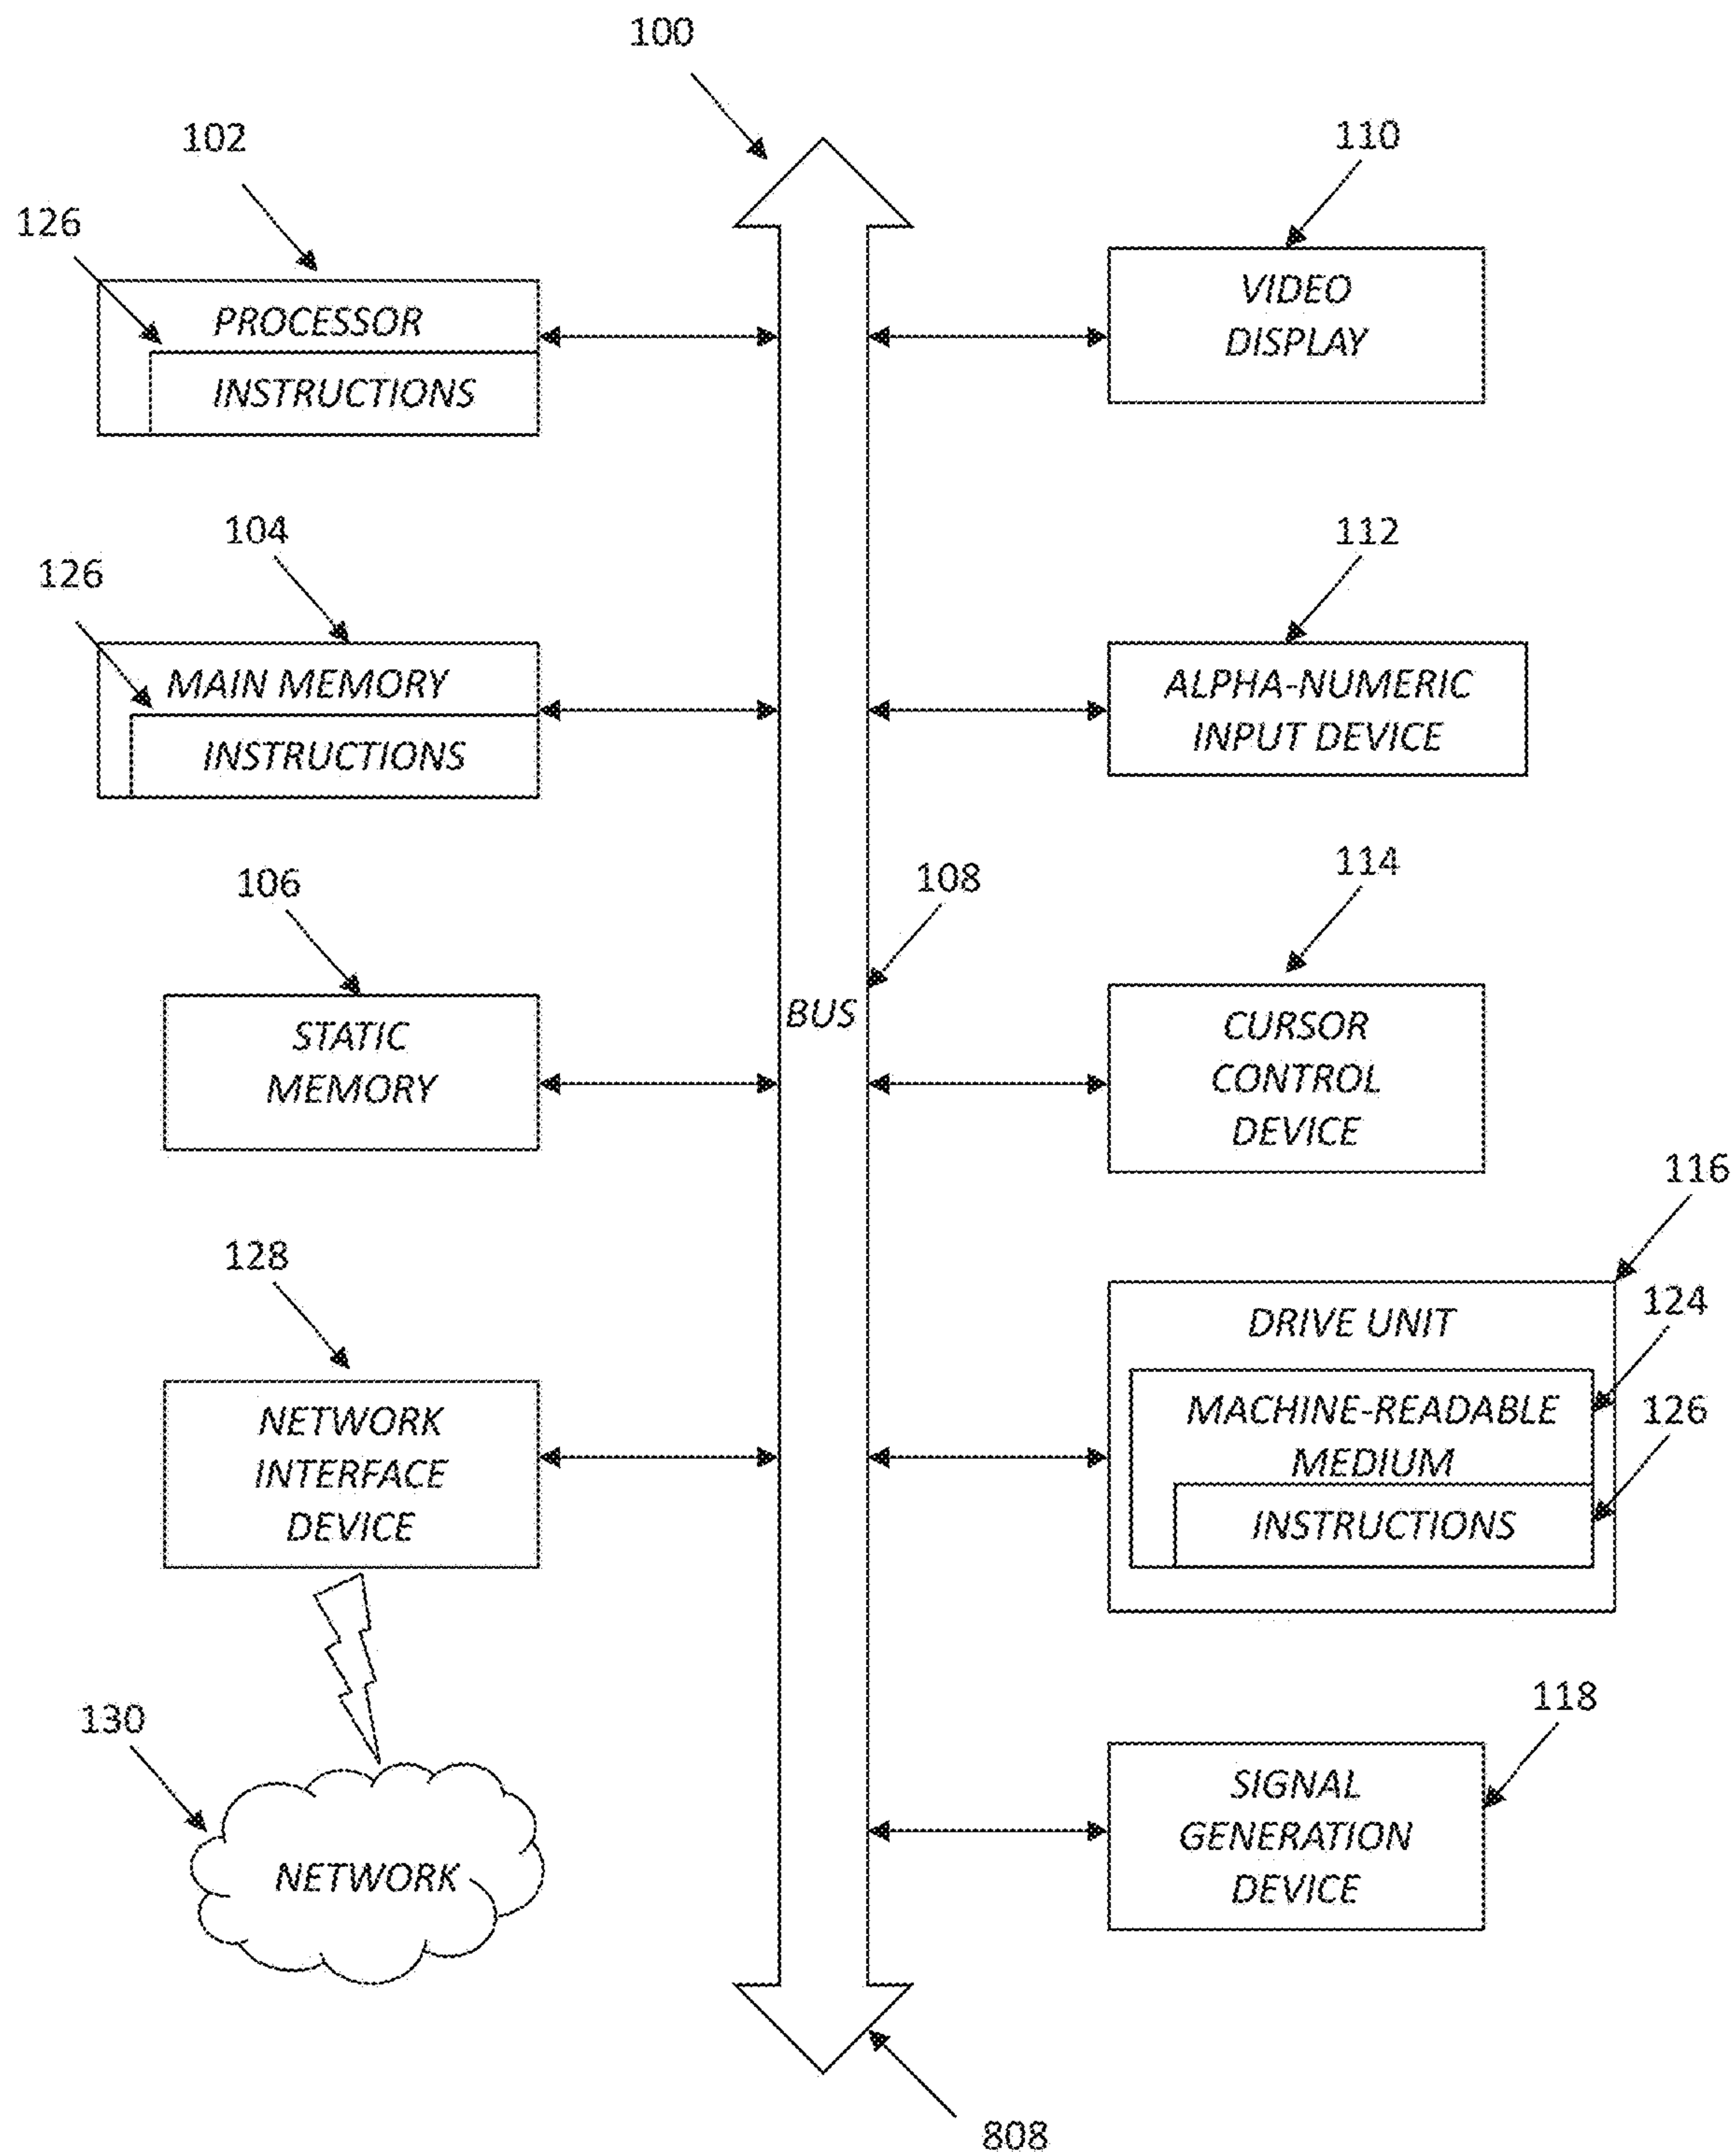 100
102
126
PROCESSOR
INSTRUCTIONS
110
VIDEO
DISPLAY
104
126
MAIN MEMORY
INSTRUCTIONS
112
ALPHA-NUMERIC
INPUT DEVICE
106
STATIC
MEMORY
108
BUS
114
CURSOR
CONTROL
DEVICE
128
NETWORK
INTERFACE
DEVICE
116
DRIVE UNIT
124
MACHINE-READABLE
MEDIUM
126
INSTRUCTIONS
130
NETWORK
118
SIGNAL
GENERATION
DEVICE
808